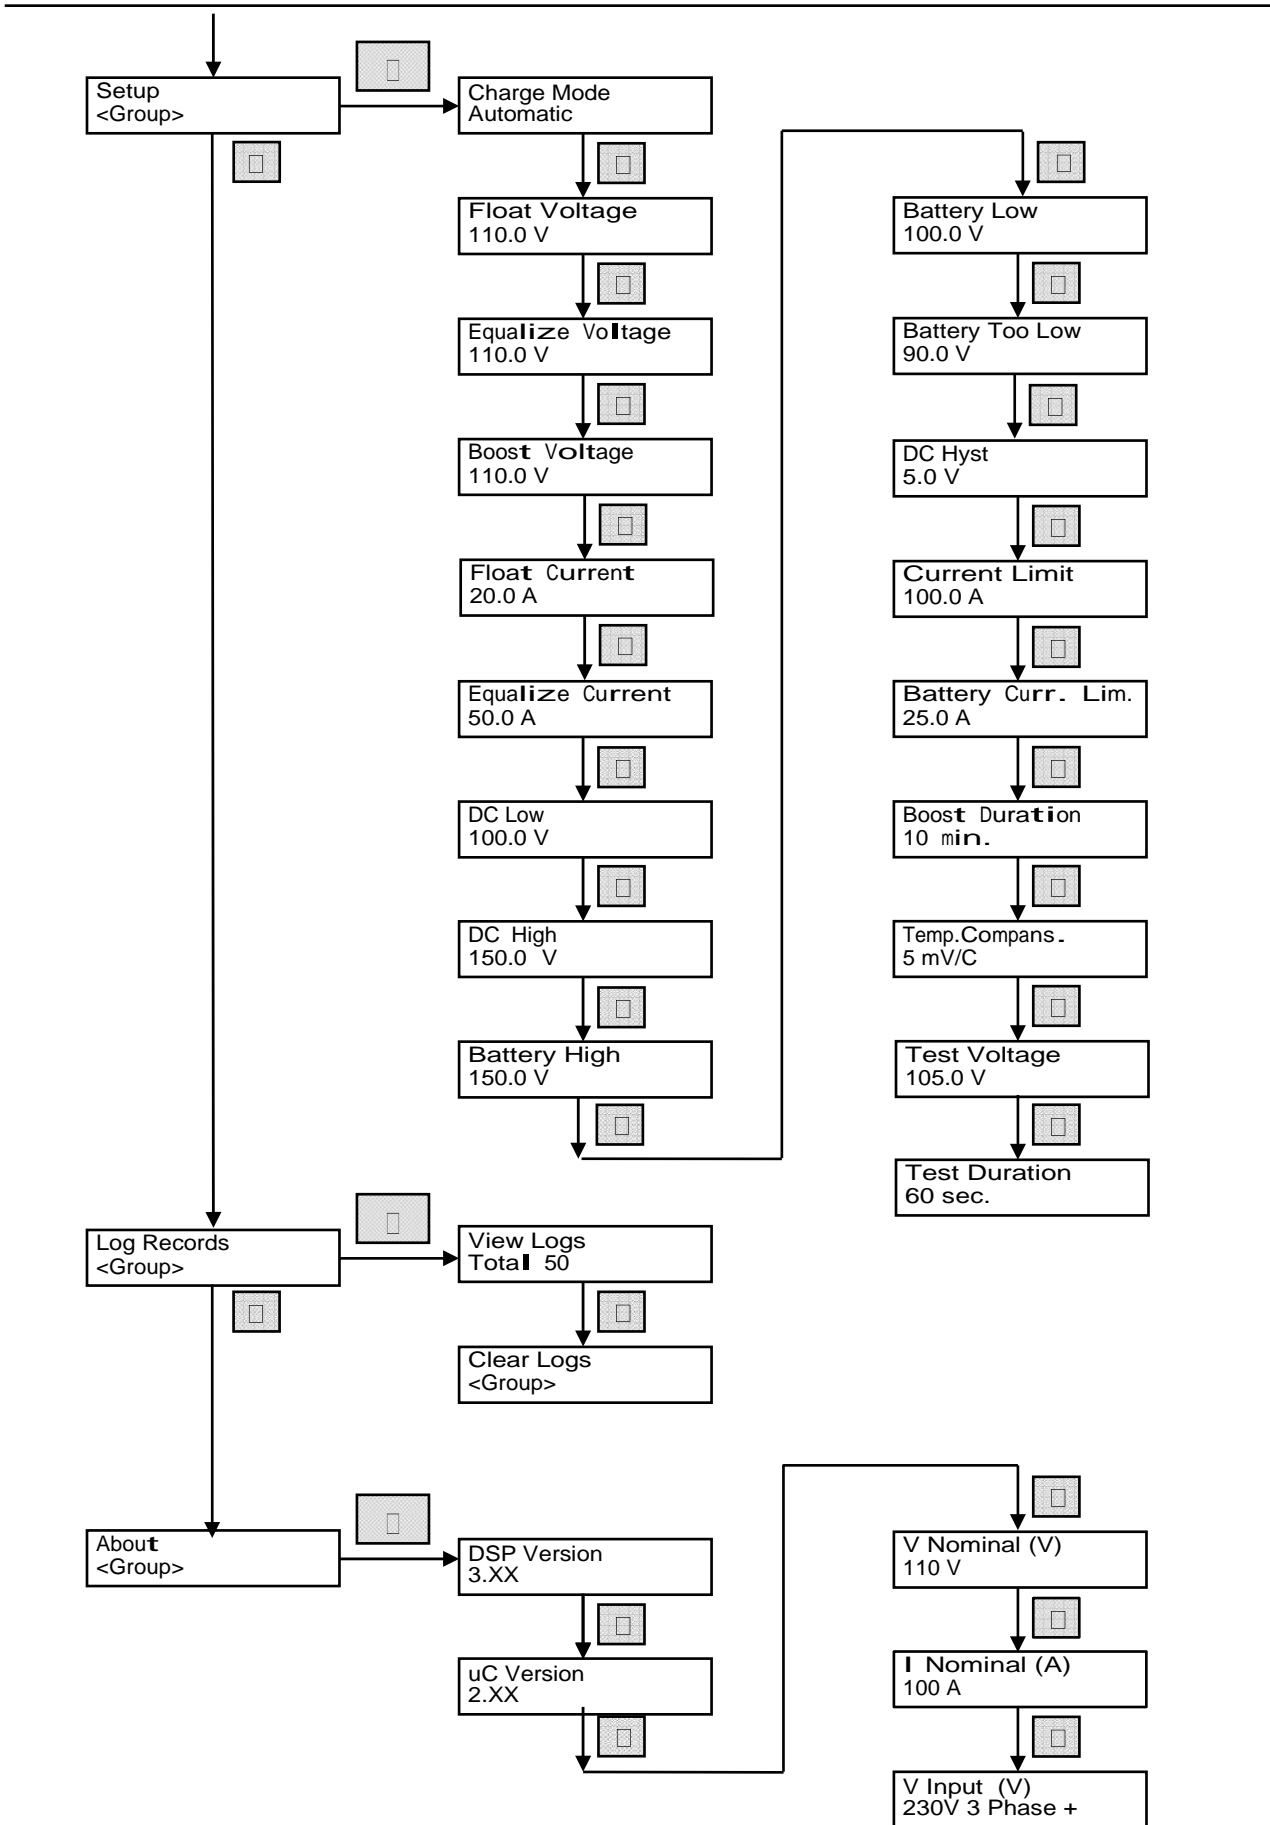 Setup
<Group>
Charge Mode
Automatic
Float Voltage
110.0 V
Equalize Voltage
110.0 V
Boost Voltage
110.0 V
Float Current
20.0 A
Equalize Current
50.0 A
DC Low
100.0 V
DC High
150.0 V
Battery High
150.0 V
Battery Low
100.0 V
Battery Too Low
90.0 V
DC Hyst
5.0 V
Current Limit
100.0 A
Battery Curr. Lim.
25.0 A
Boost Duration
10 min.
Temp.Compans.
5 mV/C
Test Voltage
105.0 V
Test Duration
60 sec.
Log Records
<Group>
View Logs
Total 50
Clear Logs
<Group>
About
<Group>
DSP Version
3.XX
uC Version
2.XX
V Nominal (V)
110 V
I Nominal (A)
100 A
V Input (V)
230V 3 Phase +